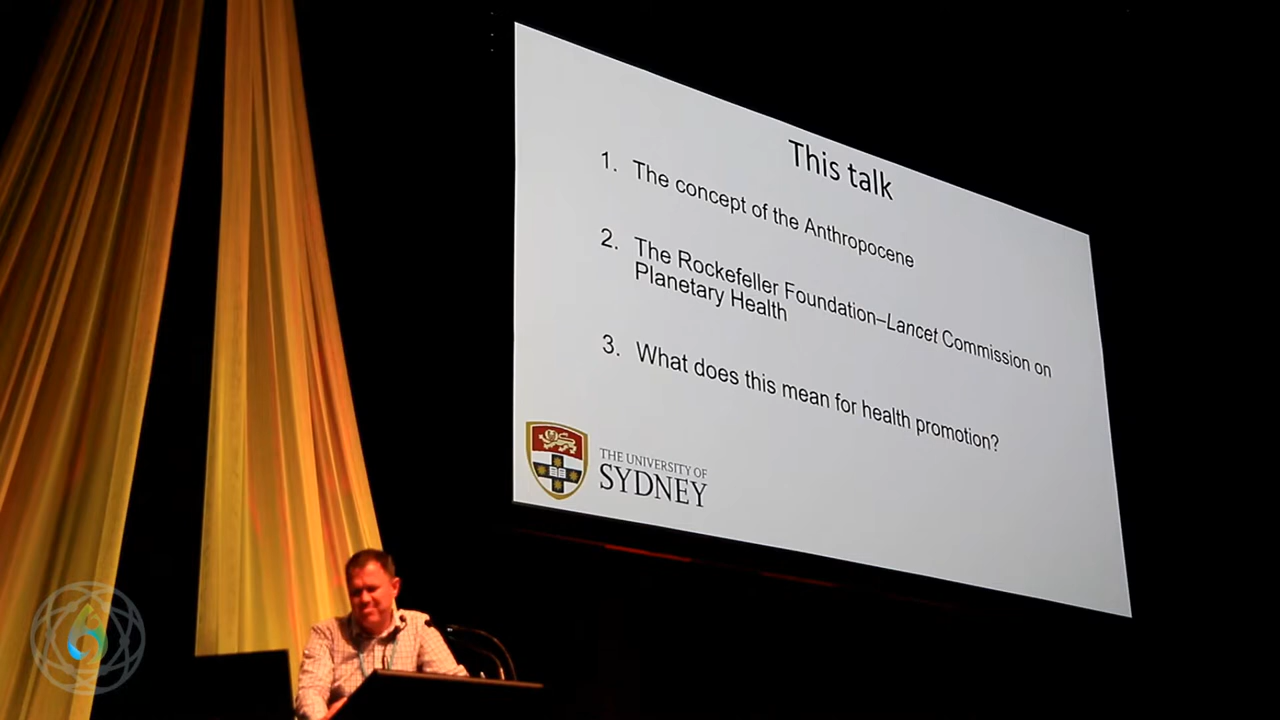 This talk
1. The concept of the Anthropocene
2. The Rockefeller Foundation–Lancet Commission on
Planetary Health
3. What does this mean for health promotion?
THE UNIVERSITY OF
SYDNEY